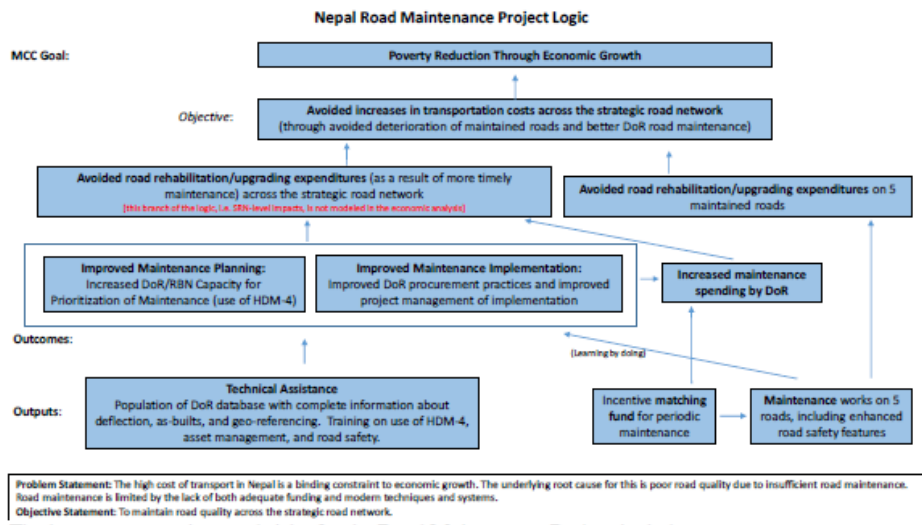 Nepal Road Maintenance Project Logic
MCC Goal:
Poverty Reduction Through Economic Growth
Objective:
Avoided increases in transportation costs across the strategic road network
(through avoided deterioration of maintained roads and better DoR road maintenance)
Avoided road rehabilitation/upgrading expenditures (as a result of more timely
maintenance) across the strategic road network
(this branch of the logic, i.e. SRN-level impacts, is not modeled in the economic analysis)
Avoided road rehabilitation/upgrading expenditures on 5
maintained roads
Improved Maintenance Planning:
Increased DoR/RBN Capacity for
Prioritization of Maintenance (use of HDM-4)
Improved Maintenance Implementation:
Improved DoR procurement practices and improved
project management of implementation
Increased maintenance
spending by DoR
Outcomes:
(Learning by doing)
Outputs:
Technical Assistance
Population of DoR database with complete information about
deflection, as-builts, and geo-referencing. Training on use of HDM-4,
asset management, and road safety.
Incentive matching
fund for periodic
maintenance
Maintenance works on 5
roads, including enhanced
road safety features
Problem Statement: The high cost of transport in Nepal is a binding constraint to economic growth. The underlying root cause for this is poor road quality due to insufficient road maintenance.
Road maintenance is limited by the lack of both adequate funding and modern techniques and systems.
Objective Statement: To maintain road quality across the strategic road network.